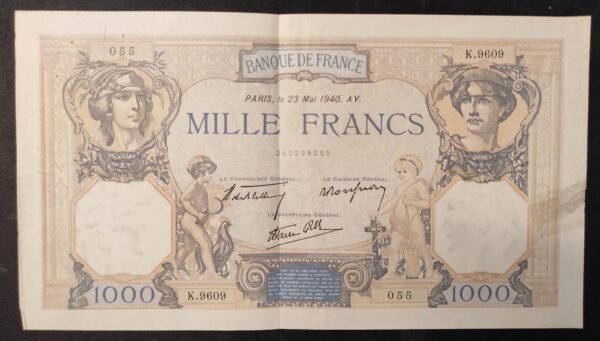 055
K.9609
BANQUE DE FRANCE
PARIS, le 23 Mai 1940. AV.
MILLE FRANCS
240209055
LE CONTROLEUR GÉNÉRAL,
LE CAISSIER GÉNÉRAL,
LE SECRÉTAIRE GÉNÉRAL,
1000
K.9609
055
1000